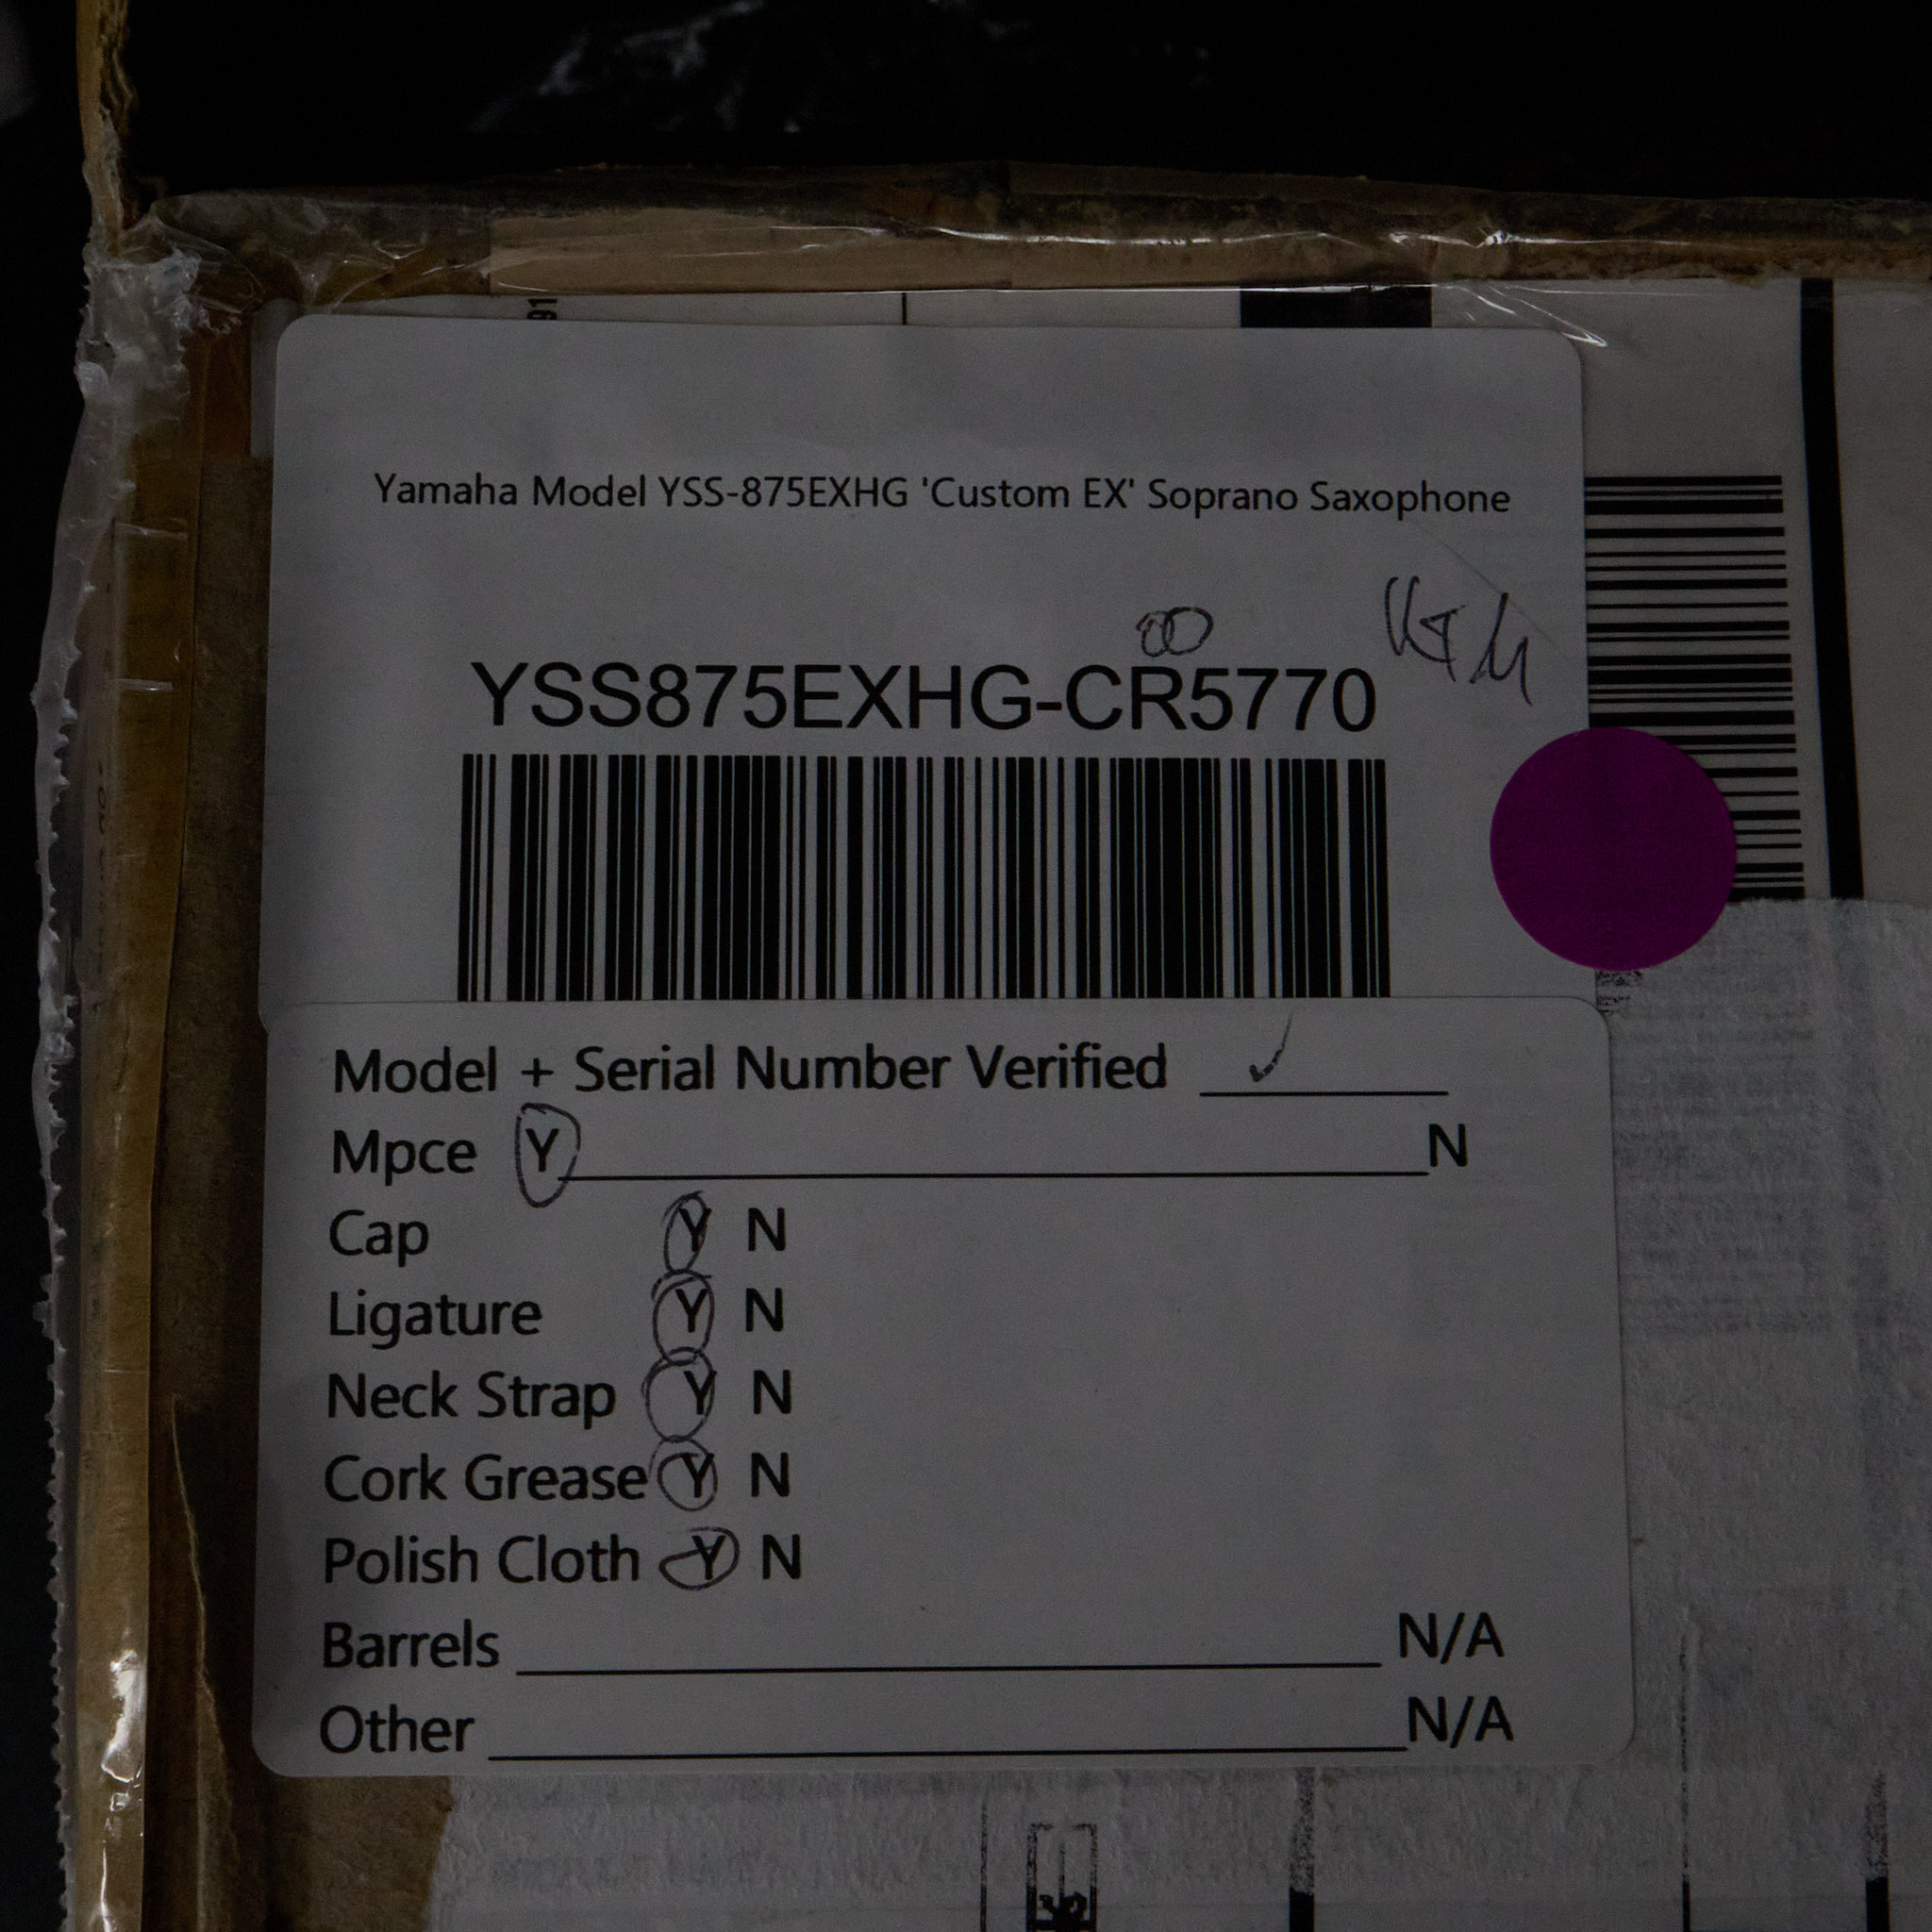 91
Yamaha Model YSS-875EXHG 'Custom EX' Soprano Saxophone
YSS875EXHG-CR5770
Model + Serial Number Verified ✓
Mpce Y N
Cap Y N
Ligature Y N
Neck Strap Y N
Cork Grease Y N
Polish Cloth Y N
Barrels N/A
Other N/A